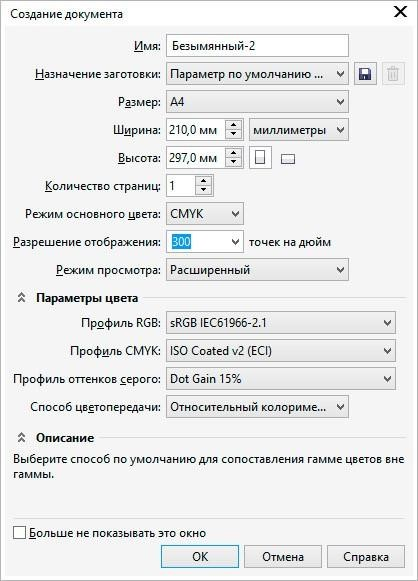 Создание документа
Имя: Безымянный-2
Назначение заготовки: Параметр по умолчанию ...
Размер: A4
Ширина: 210,0 мм миллиметры
Высота: 297,0 мм
Количество страниц: 1
Режим основного цвета: CMYK
Разрешение отображения: 300 точек на дюйм
Режим просмотра: Расширенный
Параметры цвета
Профиль RGB: sRGB IEC61966-2.1
Профиль CMYK: ISO Coated v2 (ECI)
Профиль оттенков серого: Dot Gain 15%
Способ цветопередачи: Относительный колориме...
Описание
Выберите способ по умолчанию для сопоставления гамме цветов вне
гаммы.
Больше не показывать это окно
ОК Отмена Справка